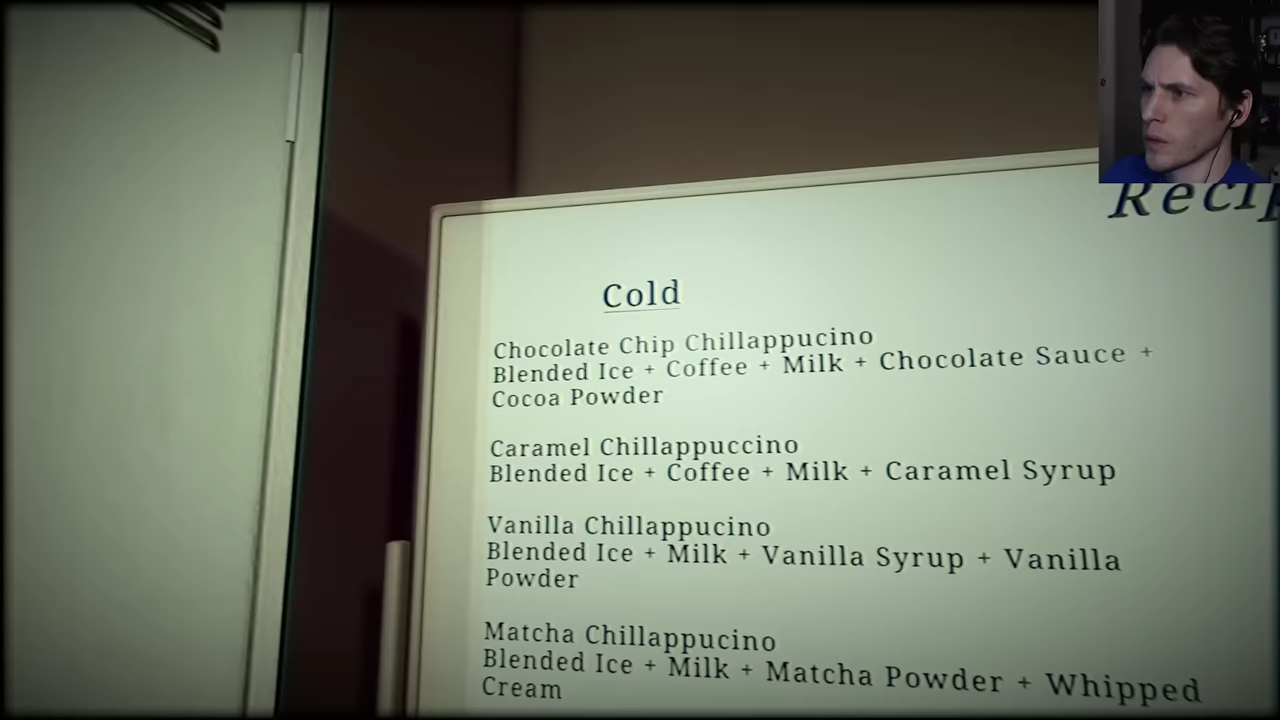 Cold
Chocolate Chip Chillappucino
Blended Ice + Coffee + Milk + Chocolate Sauce +
Cocoa Powder
Caramel Chillappuccino
Blended Ice + Coffee + Milk + Caramel Syrup
Vanilla Chillappucino
Blended Ice + Milk + Vanilla Syrup + Vanilla
Powder
Matcha Chillappucino
Blended Ice + Milk + Matcha Powder + Whipped
Cream